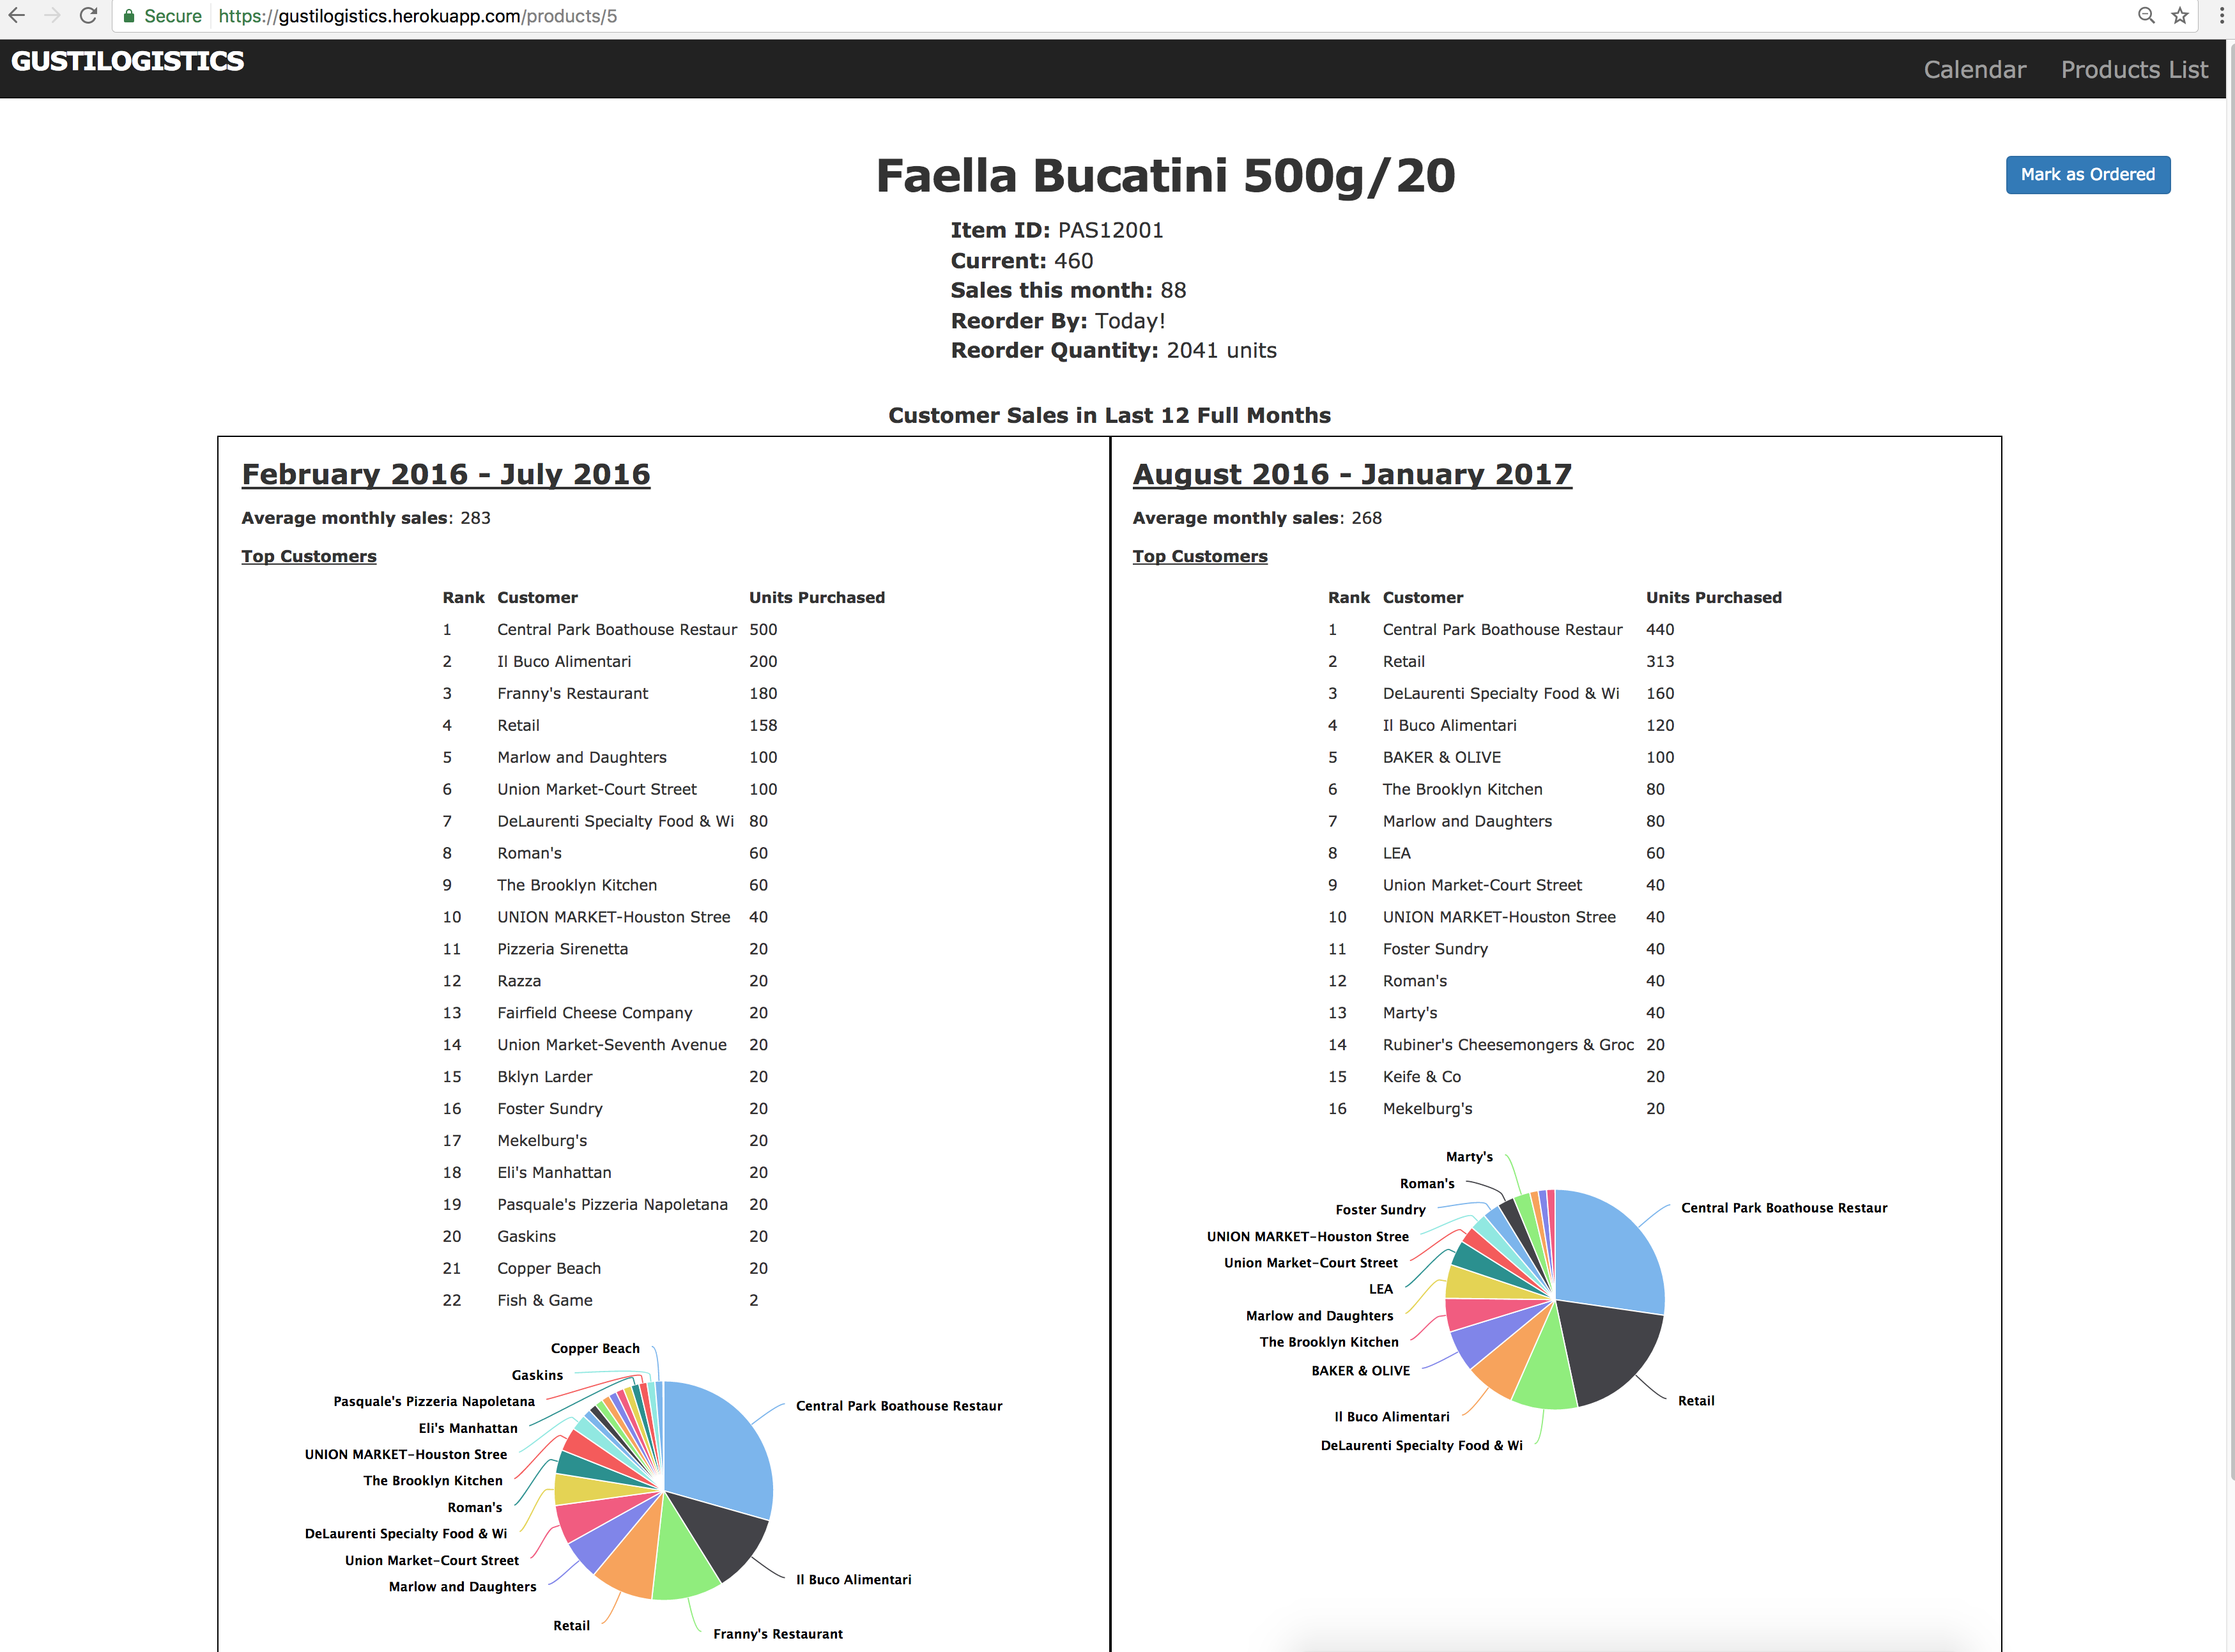 Secure https://gustilogistics.herokuapp.com/products/5
GUSTILOGISTICS
Calendar Products List
Faella Bucatini 500g/20
Mark as Ordered
Item ID: PAS12001
Current: 460
Sales this month: 88
Reorder By: Today!
Reorder Quantity: 2041 units
Customer Sales in Last 12 Full Months
February 2016 - July 2016
Average monthly sales: 283
Top Customers
Rank Customer Units Purchased
1 Central Park Boathouse Restaur 500
2 Il Buco Alimentari 200
3 Franny's Restaurant 180
4 Retail 158
5 Marlow and Daughters 100
6 Union Market-Court Street 100
7 DeLaurenti Specialty Food & Wi 80
8 Roman's 60
9 The Brooklyn Kitchen 60
10 UNION MARKET-Houston Stree 40
11 Pizzeria Sirenetta 20
12 Razza 20
13 Fairfield Cheese Company 20
14 Union Market-Seventh Avenue 20
15 Bklyn Larder 20
16 Foster Sundry 20
17 Mekelburg's 20
18 Eli's Manhattan 20
19 Pasquale's Pizzeria Napoletana 20
20 Gaskins 20
21 Copper Beach 20
22 Fish & Game 2
Copper Beach
Gaskins
Pasquale's Pizzeria Napoletana
Central Park Boathouse Restaur
Eli's Manhattan
UNION MARKET-Houston Stree
The Brooklyn Kitchen
Roman's
DeLaurenti Specialty Food & Wi
Union Market-Court Street
Il Buco Alimentari
Marlow and Daughters
Retail
Franny's Restaurant
August 2016 - January 2017
Average monthly sales: 268
Top Customers
Rank Customer Units Purchased
1 Central Park Boathouse Restaur 440
2 Retail 313
3 DeLaurenti Specialty Food & Wi 160
4 Il Buco Alimentari 120
5 BAKER & OLIVE 100
6 The Brooklyn Kitchen 80
7 Marlow and Daughters 80
8 LEA 60
9 Union Market-Court Street 40
10 UNION MARKET-Houston Stree 40
11 Foster Sundry 40
12 Roman's 40
13 Marty's 40
14 Rubiner's Cheesemongers & Groc 20
15 Keife & Co 20
16 Mekelburg's 20
Marty's
Roman's
Central Park Boathouse Restaur
Foster Sundry
UNION MARKET-Houston Stree
Union Market-Court Street
LEA
Marlow and Daughters
The Brooklyn Kitchen
BAKER & OLIVE
Retail
Il Buco Alimentari
DeLaurenti Specialty Food & Wi